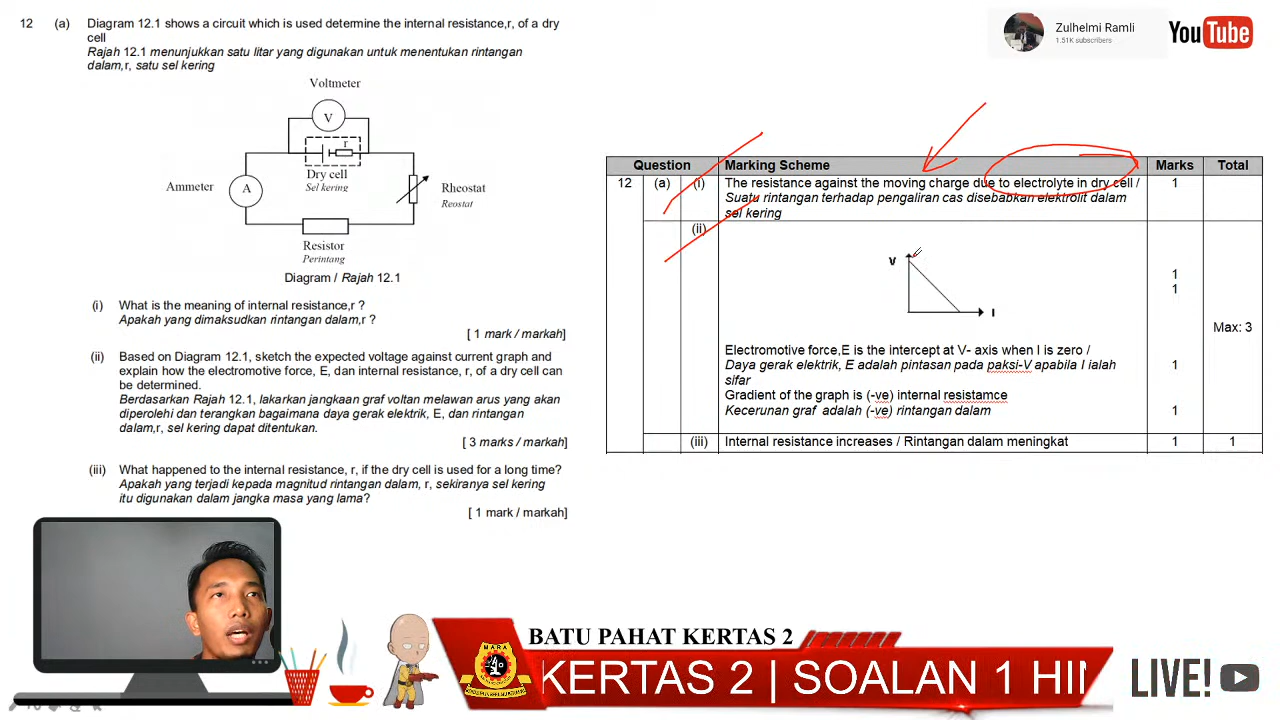 12 (a) Diagram 12.1 shows a circuit which is used determine the internal resistance,r, of a dry
cell
Rajah 12.1 menunjukkan satu litar yang digunakan untuk menentukan rintangan
dalam,r, satu sel kering
Voltmeter
V
r
Dry cell
Sel kering
Ammeter
A
Rheostat
Reostat
Resistor
Perintang
Diagram / Rajah 12.1
(i) What is the meaning of internal resistance,r ?
Apakah yang dimaksudkan rintangan dalam,r ?
[ 1 mark / markah]
(ii) Based on Diagram 12.1, sketch the expected voltage against current graph and
explain how the electromotive force, E, dan internal resistance, r, of a dry cell can
be determined.
Berdasarkan Rajah 12.1, lakarkan jangkaan graf voltan melawan arus yang akan
diperolehi dan terangkan bagaimana daya gerak elektrik, E, dan rintangan
dalam,r, sel kering dapat ditentukan.
[ 3 marks / markah]
(iii) What happened to the internal resistance, r, if the dry cell is used for a long time?
Apakah yang terjadi kepada magnitud rintangan dalam, r, sekiranya sel kering
itu digunakan dalam jangka masa yang lama?
[ 1 mark / markah]
Zulhelmi Ramli
1.51K subscribers
YouTube
Question Marking Scheme Marks Total
12 (a) (i) The resistance against the moving charge due to electrolyte in dry cell / 1
Suatu rintangan terhadap pengaliran cas disebabkan elektrolit dalam
sel kering
(ii)
V
I
1
1
Max: 3
Electromotive force,E is the intercept at V- axis when I is zero /
Daya gerak elektrik, E adalah pintasan pada paksi-V apabila I ialah 1
sifar
Gradient of the graph is (-ve) internal resistamce
Kecerunan graf adalah (-ve) rintangan dalam 1
(iii) Internal resistance increases / Rintangan dalam meningkat 1 1
MARA
BATU PAHAT KERTAS 2
KERTAS 2 | SOALAN 1 HIN
LIVE!